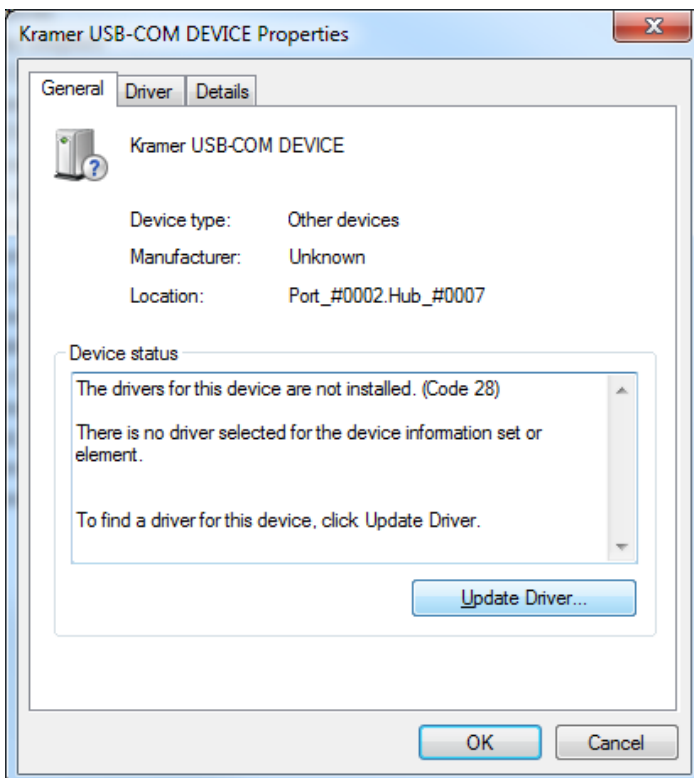 Kramer USB-COM DEVICE Properties
General Driver Details
Kramer USB-COM DEVICE
Device type: Other devices
Manufacturer: Unknown
Location: Port_#0002.Hub_#0007
Device status
The drivers for this device are not installed. (Code 28)
There is no driver selected for the device information set or
element.
To find a driver for this device, click Update Driver.
Update Driver...
OK Cancel